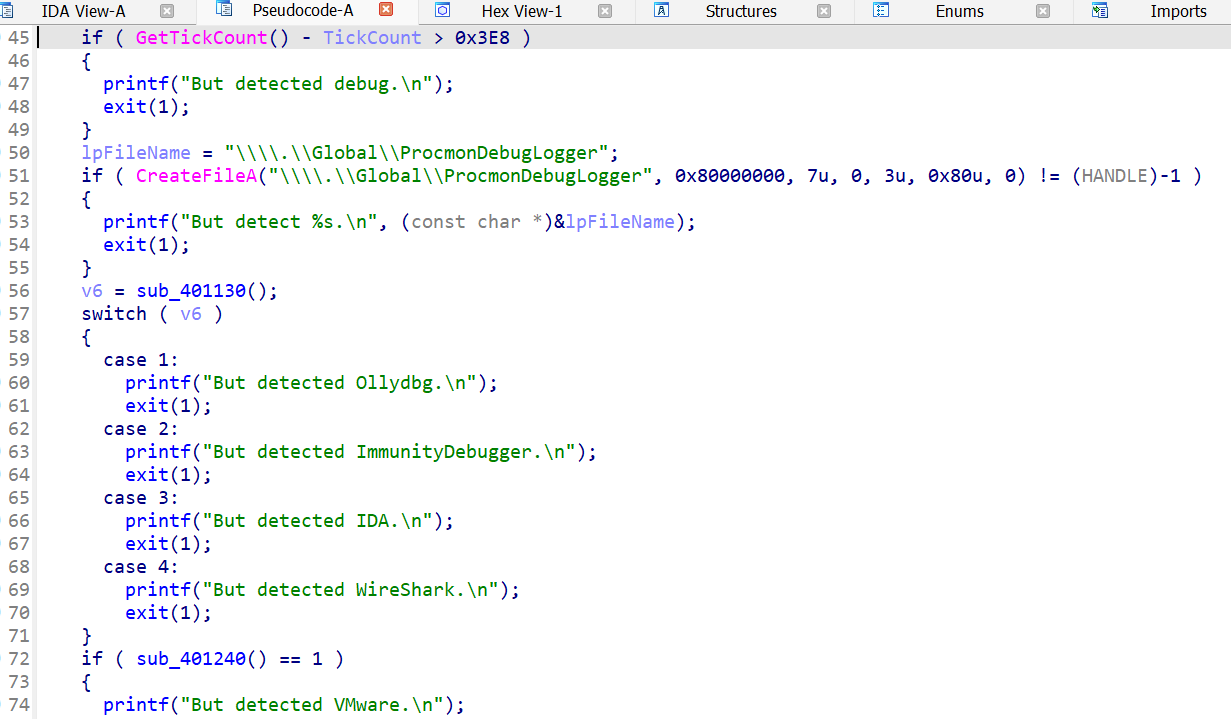 IDA View-A Pseudocode-A Hex View-1 Structures Enums Imports
45 if ( GetTickCount() - TickCount > 0x3E8 )
46 {
47 printf("But detected debug.\n");
48 exit(1);
49 }
50 lpFileName = "\\\\.\\Global\\ProcmonDebugLogger";
51 if ( CreateFileA("\\\\.\\Global\\ProcmonDebugLogger", 0x80000000, 7u, 0, 3u, 0x80u, 0) != (HANDLE)-1 )
52 {
53 printf("But detect %s.\n", (const char *)&lpFileName);
54 exit(1);
55 }
56 v6 = sub_401130();
57 switch ( v6 )
58 {
59 case 1:
60 printf("But detected Ollydbg.\n");
61 exit(1);
62 case 2:
63 printf("But detected ImmunityDebugger.\n");
64 exit(1);
65 case 3:
66 printf("But detected IDA.\n");
67 exit(1);
68 case 4:
69 printf("But detected WireShark.\n");
70 exit(1);
71 }
72 if ( sub_401240() == 1 )
73 {
74 printf("But detected VMware.\n");